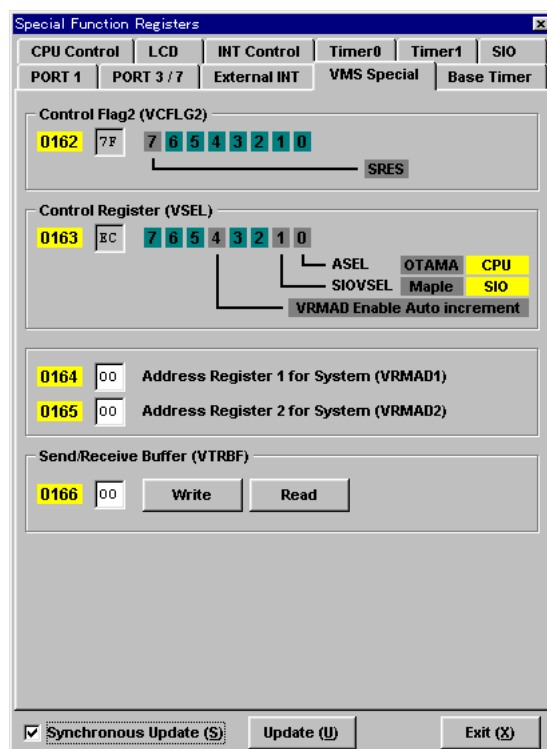 Special Function Registers
CPU Control LCD INT Control Timer0 Timer1 SIO
PORT 1 PORT 3 / 7 External INT VMS Special Base Timer
Control Flag2 (VCFLG2)
0162 7F 7 6 5 4 3 2 1 0
SRES
Control Register (VSEL)
0163 EC 7 6 5 4 3 2 1 0
ASEL OTAMA CPU
SIOVSEL Maple SIO
VRMAD Enable Auto increment
0164 00 Address Register 1 for System (VRMAD1)
0165 00 Address Register 2 for System (VRMAD2)
Send/Receive Buffer (VTRBF)
0166 00 Write Read
Synchronous Update (S) Update (U) Exit (X)